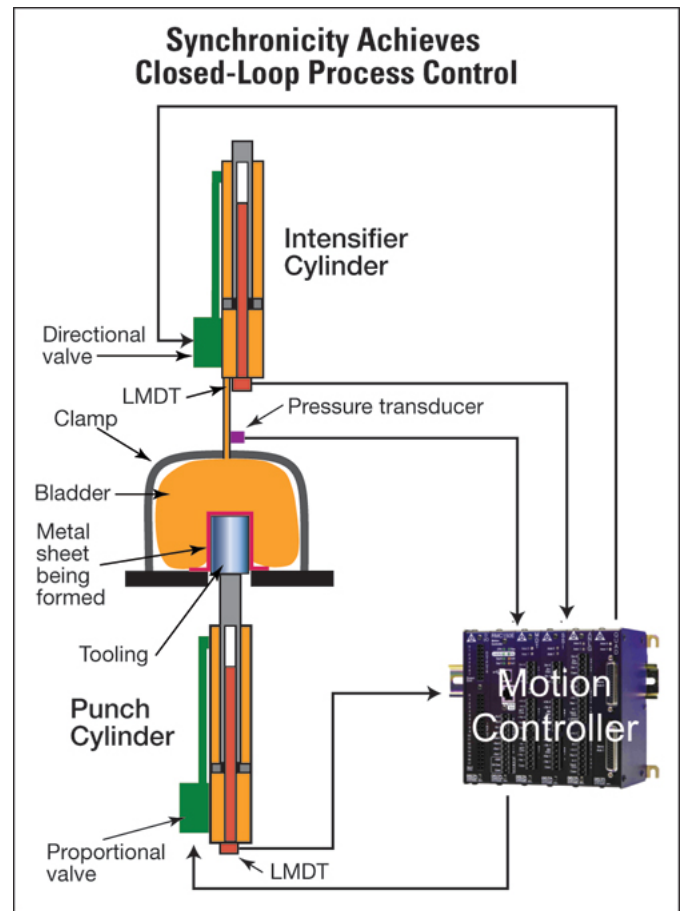 Synchronicity Achieves
Closed-Loop Process Control
Intensifier
Cylinder
Directional
valve
LMDT
Pressure transducer
Clamp
Bladder
Metal
sheet
being
formed
Tooling
Motion
Controller
Punch
Cylinder
Proportional
valve
LMDT